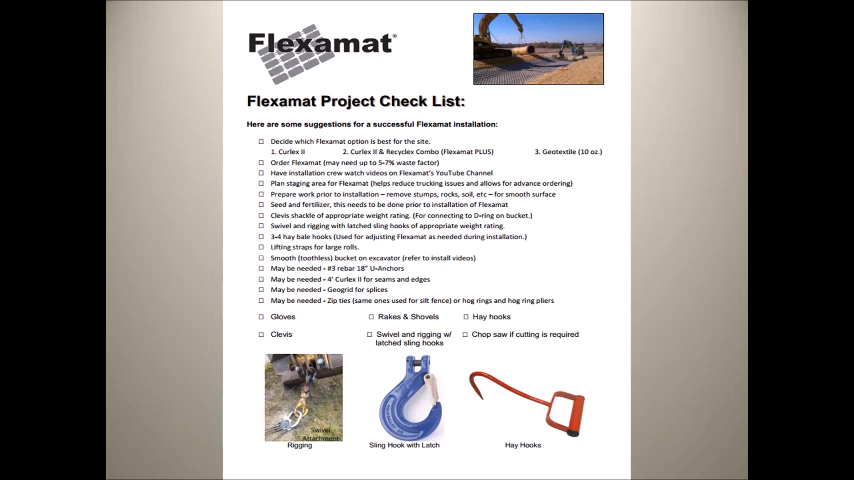 Flexamat®
Flexamat Project Check List:
Here are some suggestions for a successful Flexamat installation:
☐ Decide which Flexamat option is best for the site.
1. Curlex II 2. Curlex II & Recyclex Combo (Flexamat PLUS) 3. Geotextile (10 oz.)
☐ Order Flexamat (may need up to 5-7% waste factor)
☐ Have installation crew watch videos on Flexamat's YouTube Channel
☐ Plan staging area for Flexamat (helps reduce trucking issues and allows for advance ordering)
☐ Prepare work prior to installation – remove stumps, rocks, soil, etc – for smooth surface
☐ Seed and fertilizer, this needs to be done prior to installation of Flexamat
☐ Clevis shackle of appropriate weight rating. (For connecting to D-ring on bucket.)
☐ Swivel and rigging with latched sling hooks of appropriate weight rating.
☐ 3-4 hay bale hooks (Used for adjusting Flexamat as needed during installation.)
☐ Lifting straps for large rolls.
☐ Smooth (toothless) bucket on excavator (refer to install videos)
☐ May be needed - #3 rebar 18" U-Anchors
☐ May be needed - 4' Curlex II for seams and edges
☐ May be needed - Geogrid for splices
☐ May be needed - Zip ties (same ones used for silt fence) or hog rings and hog ring pliers
☐ Gloves ☐ Rakes & Shovels ☐ Hay hooks
☐ Clevis ☐ Swivel and rigging w/ ☐ Chop saw if cutting is required
latched sling hooks
Swivel
Attachment
Rigging Sling Hook with Latch Hay Hooks